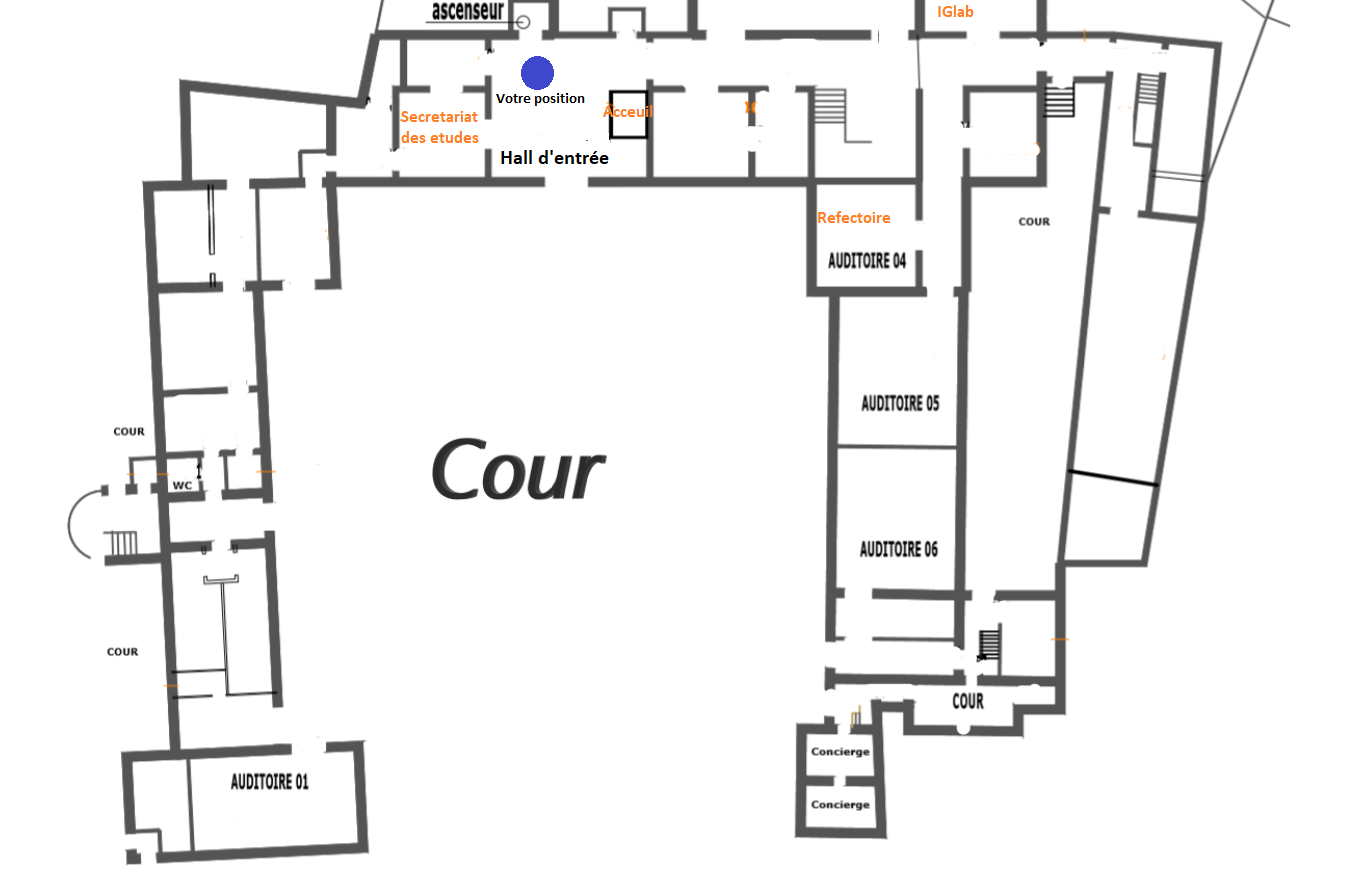 ascenseur
IGlab
Votre position
Âcceuil
Secretariat
des etudes
Hall d'entrée
Refectoire
COUR
AUDITOIRE 04
AUDITOIRE 05
COUR
Cour
WC
AUDITOIRE 06
COUR
COUR
Concierge
AUDITOIRE 01
Concierge